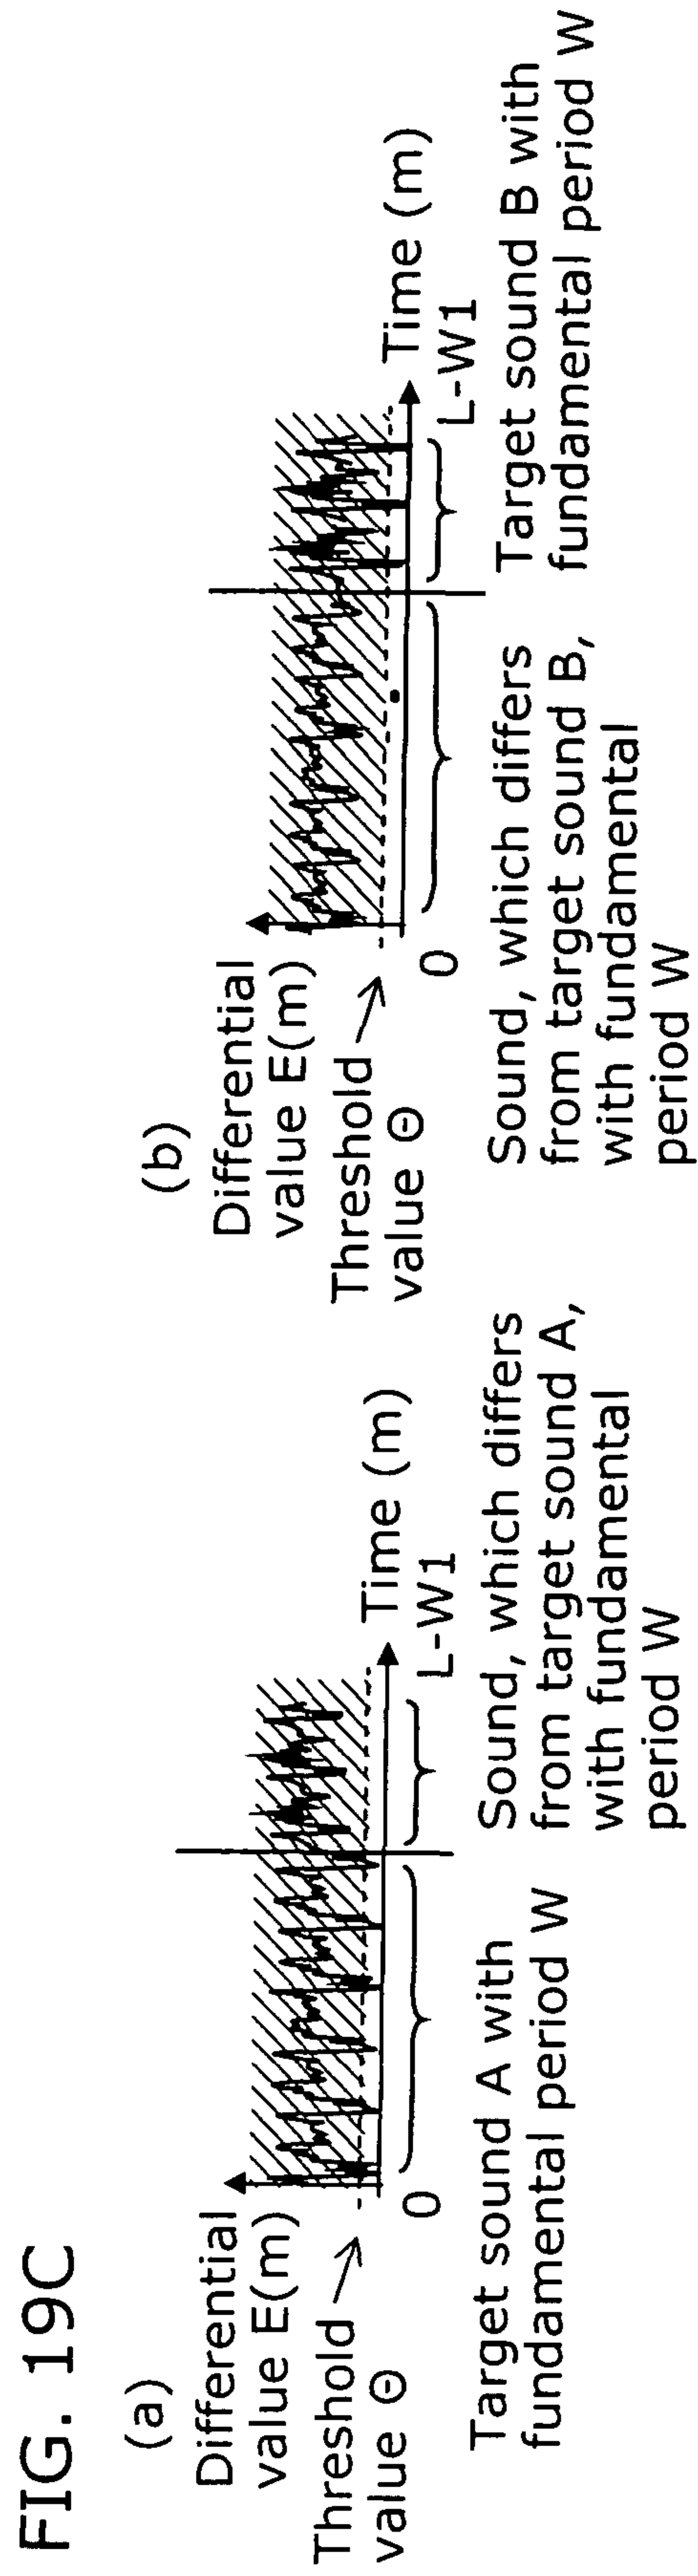 FIG. 19C
(a)
Differential
value E(m)
Threshold
value Θ
0
Time (m)
L-W1
Target sound A with
fundamental period W
Sound, which differs
from target sound A,
with fundamental
period W
(b)
Differential
value E(m)
Threshold
value Θ
0
Time (m)
L-W1
Sound, which differs
from target sound B,
with fundamental
period W
Target sound B with
fundamental period W